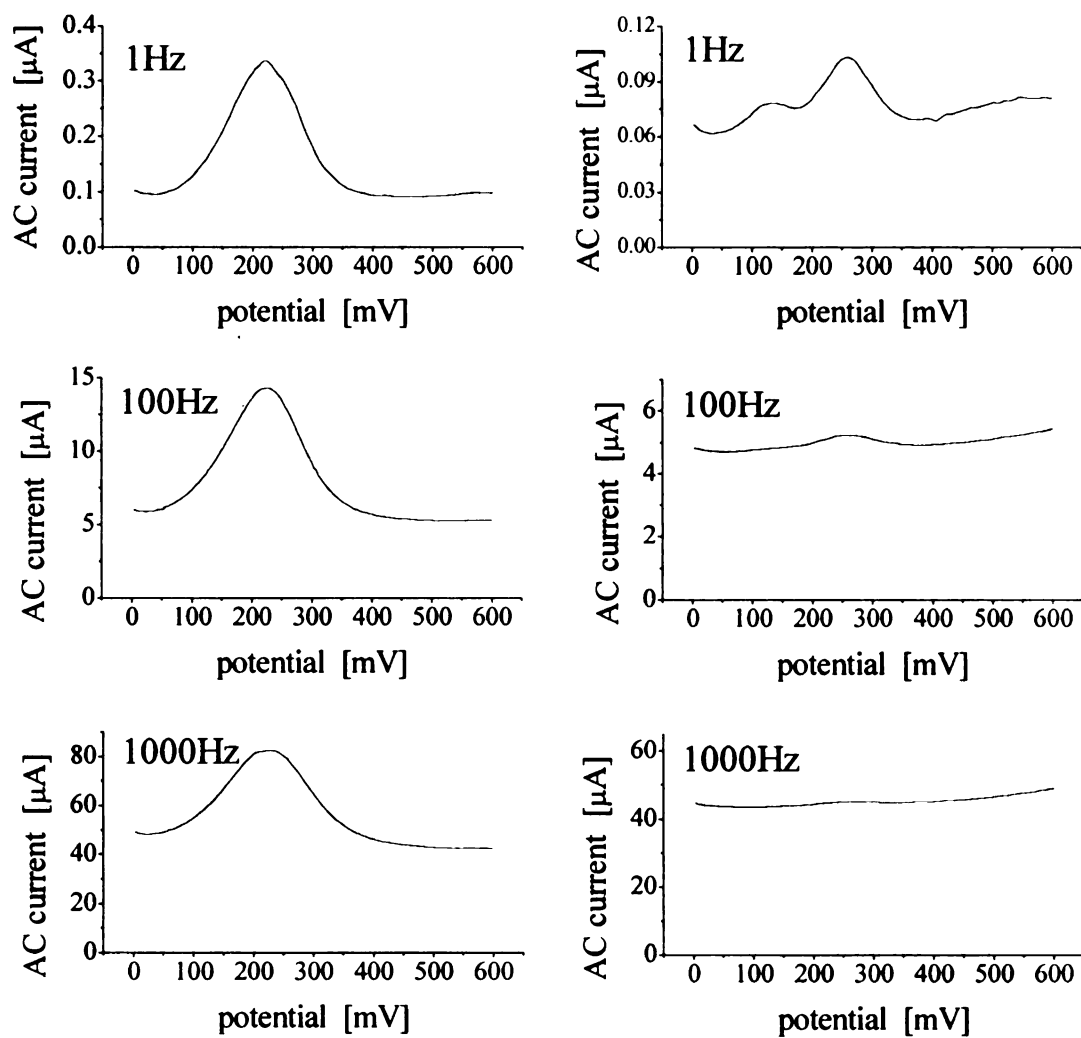 1Hz
AC current [µA]
0.4
0.3
0.2
0.1
0.0
0 100 200 300 400 500 600
potential [mV]
1Hz
AC current [µA]
0.12
0.09
0.06
0.03
0.00
0 100 200 300 400 500 600
potential [mV]
100Hz
AC current [µA]
15
10
5
0
0 100 200 300 400 500 600
potential [mV]
100Hz
AC current [µA]
6
4
2
0
0 100 200 300 400 500 600
potential [mV]
1000Hz
AC current [µA]
80
60
40
20
0
0 100 200 300 400 500 600
potential [mV]
1000Hz
AC current [µA]
60
40
20
0
0 100 200 300 400 500 600
potential [mV]